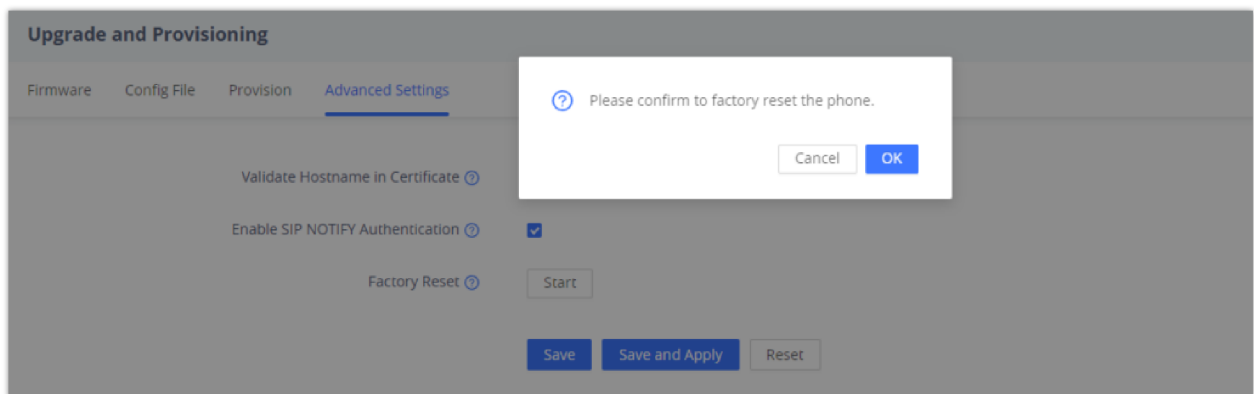 Upgrade and Provisioning
Firmware Config File Provision Advanced Settings
Please confirm to factory reset the phone.
Cancel OK
Validate Hostname in Certificate
Enable SIP NOTIFY Authentication
Factory Reset Start
Save Save and Apply Reset